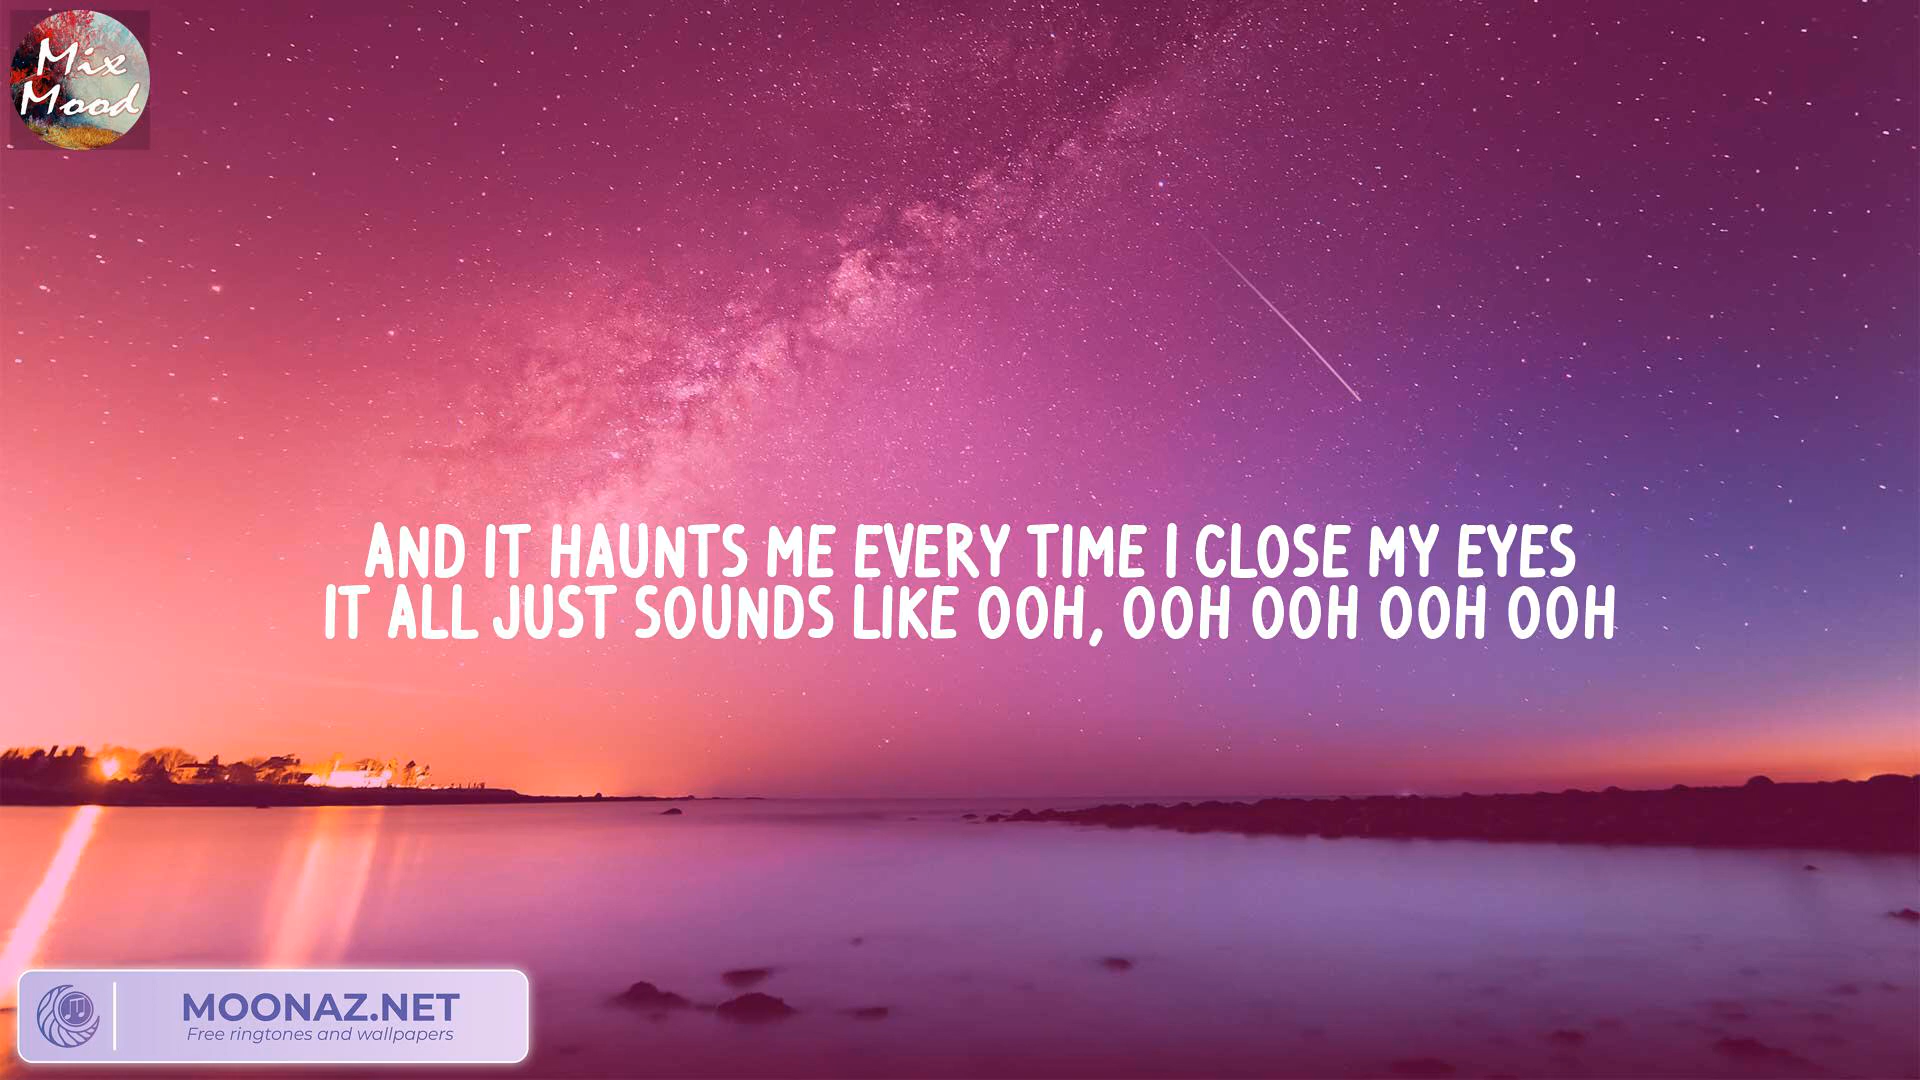 Mix
Mood
AND IT HAUNTS ME EVERY TIME I CLOSE MY EYES
IT ALL JUST SOUNDS LIKE OOH, OOH OOH OOH OOH
MOONAZ.NET
Free ringtones and wallpapers